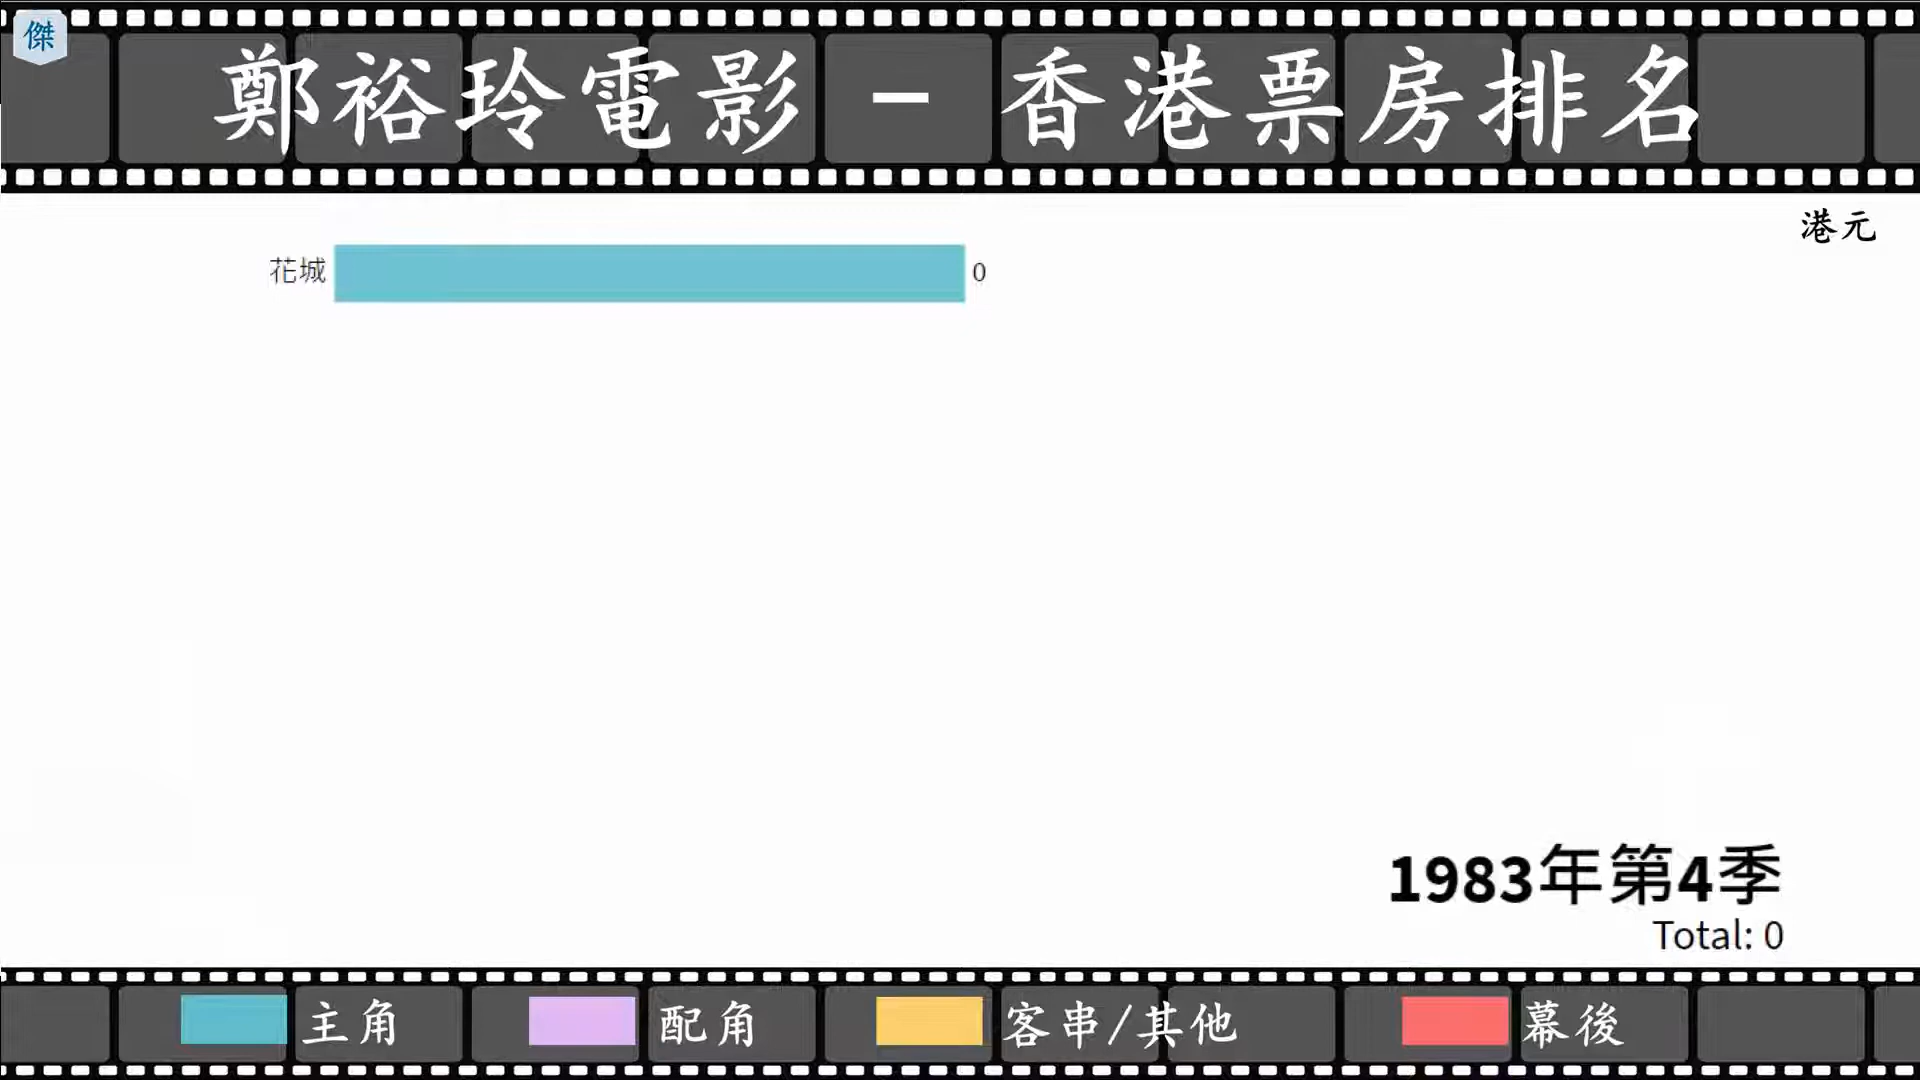 傑
鄭裕玲電影 - 香港票房排名
港元
花城 0
1983年第4季
Total: 0
主角 配角 客串/其他 幕後